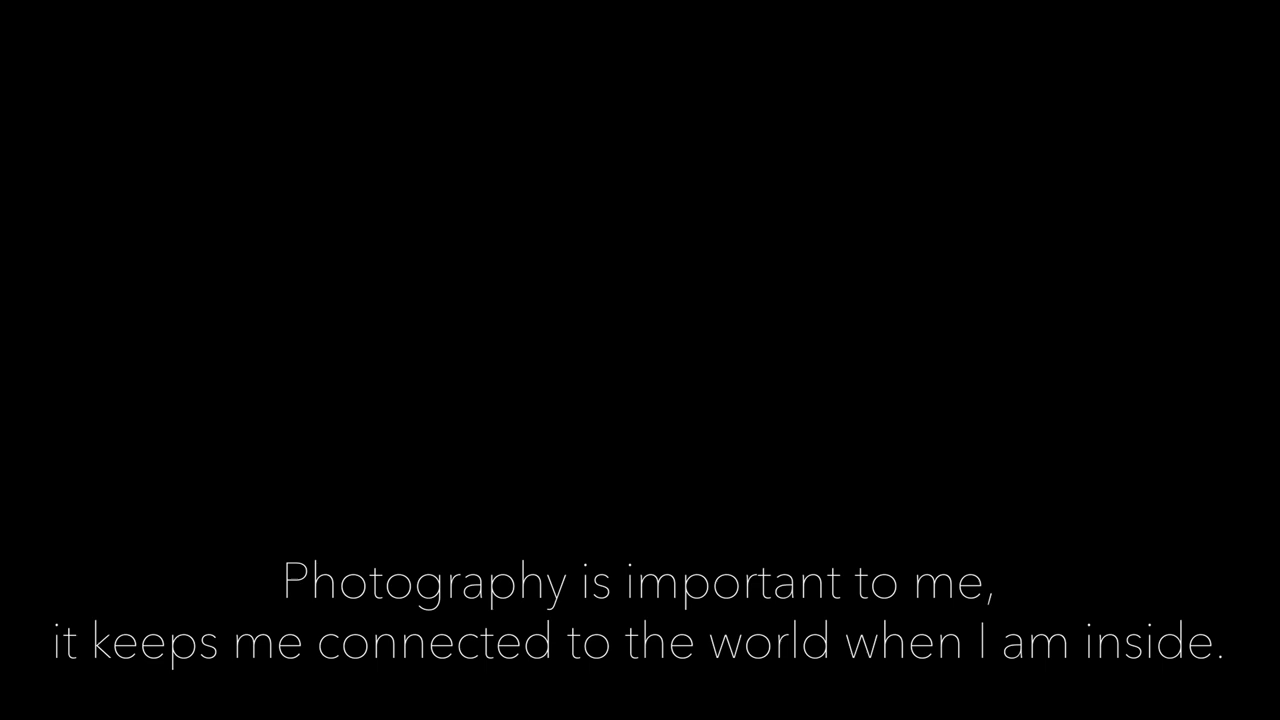 Photography is important to me,
it keeps me connected to the world when I am inside.